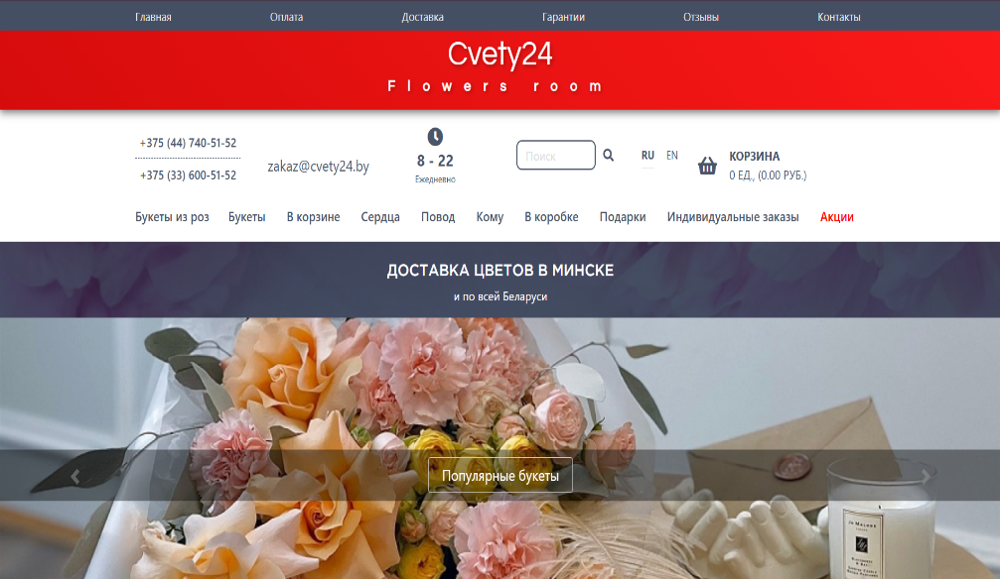 Главная Оплата Доставка Гарантии Отзывы Контакты
Cvety24
Flowers room
+375 (44) 740-51-52
+375 (33) 600-51-52
zakaz@cvety24.by
8 - 22
Ежедневно
Поиск
RU EN
КОРЗИНА
0 ЕД., (0.00 РУБ.)
Букеты из роз Букеты В корзине Сердца Повод Кому В коробке Подарки Индивидуальные заказы Акции
ДОСТАВКА ЦВЕТОВ В МИНСКЕ
и по всей Беларуси
Популярные букеты
JO MALONE
LONDON